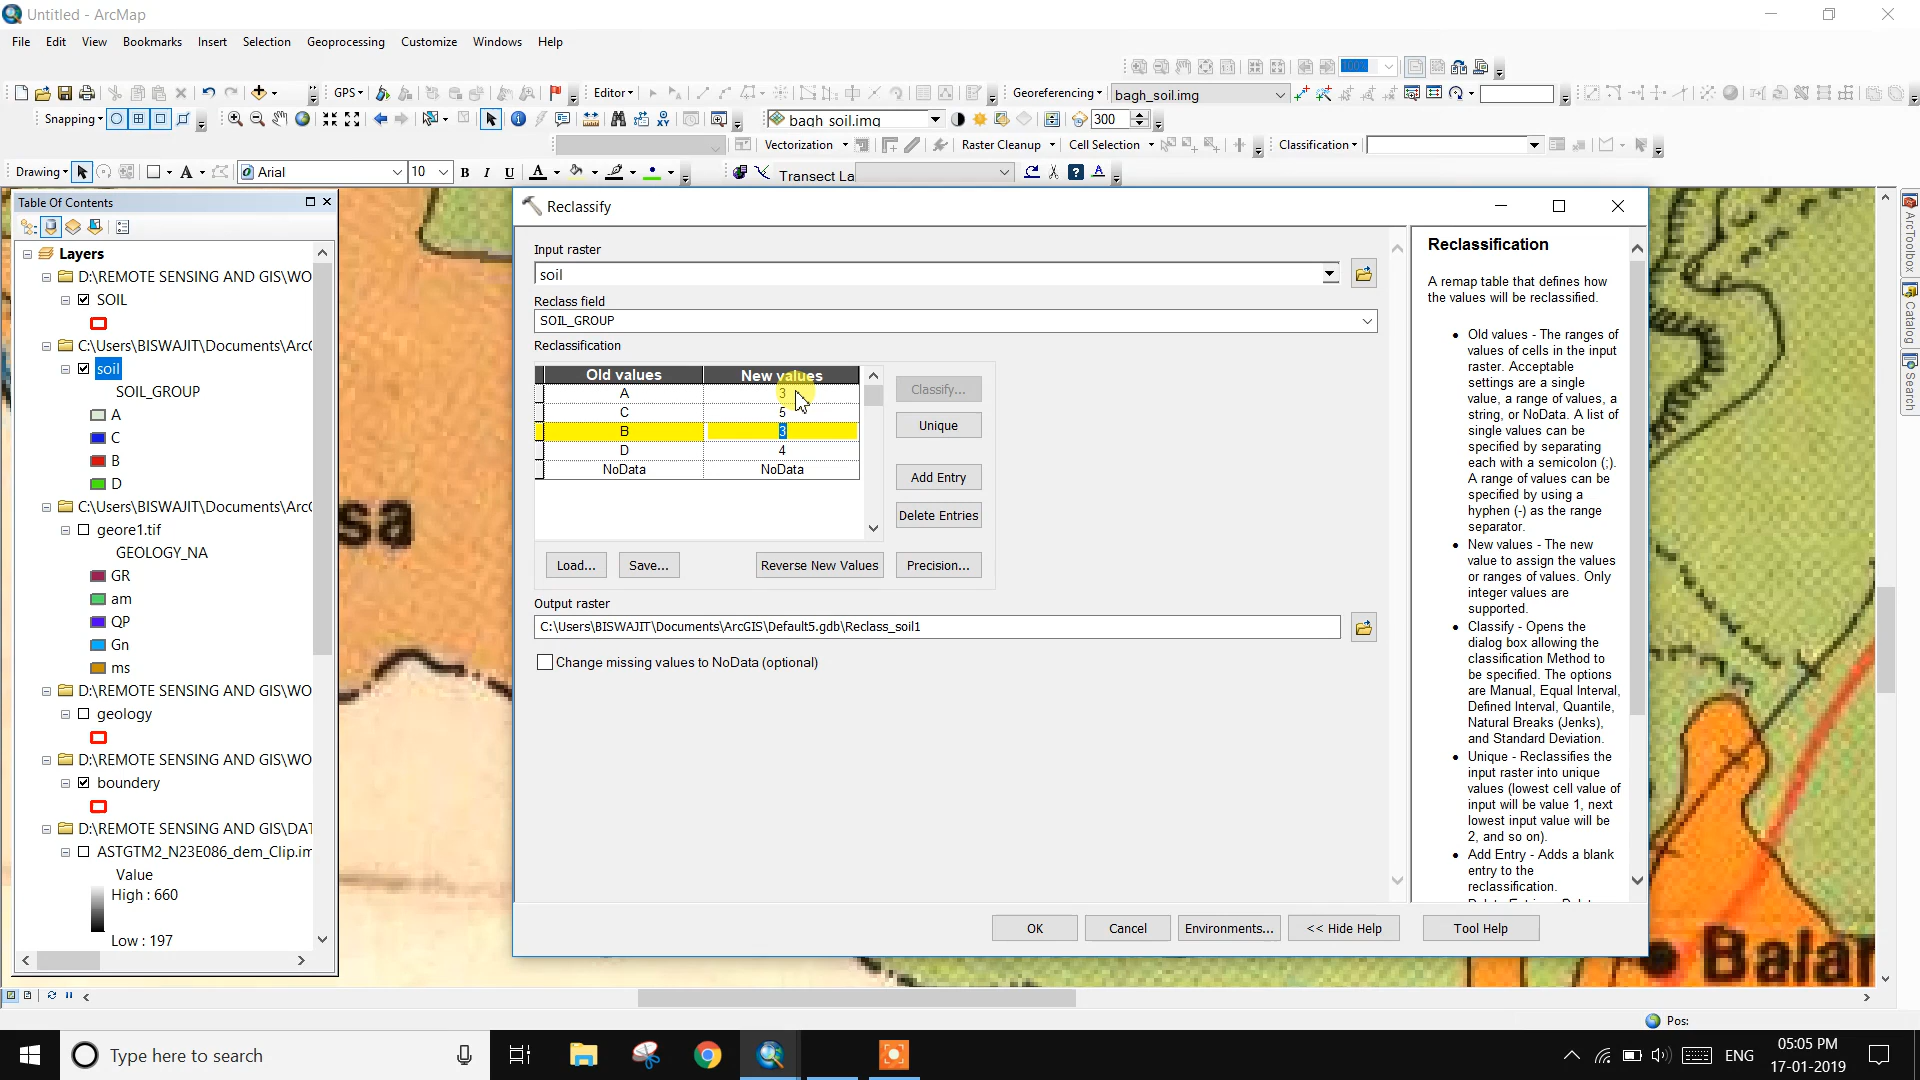 Untitled - ArcMap
File Edit View Bookmarks Insert Selection Geoprocessing Customize Windows Help
100%
GPS Editor Georeferencing bagh_soil.img
Snapping bagh_soil.img 300
Vectorization Raster Cleanup Cell Selection Classification
Drawing Arial 10 B I U A Transect La
Table Of Contents
Layers
D:\REMOTE SENSING AND GIS\WO
SOIL
C:\Users\BISWAJIT\Documents\Arc
soil
SOIL_GROUP
A
C
B
D
C:\Users\BISWAJIT\Documents\Arc
geore1.tif
GEOLOGY_NA
GR
am
QP
Gn
ms
D:\REMOTE SENSING AND GIS\WO
geology
D:\REMOTE SENSING AND GIS\WO
boundery
D:\REMOTE SENSING AND GIS\DAT
ASTGTM2_N23E086_dem_Clip.im
Value
High : 660
Low : 197
Reclassify
Input raster
soil
Reclass field
SOIL_GROUP
Reclassification
Old values New values
A 3
C 5
B 3
D 4
NoData NoData
Classify...
Unique
Add Entry
Delete Entries
Load... Save... Reverse New Values Precision...
Output raster
C:\Users\BISWAJIT\Documents\ArcGIS\Default5.gdb\Reclass_soil1
Change missing values to NoData (optional)
OK Cancel Environments... << Hide Help Tool Help
Reclassification
A remap table that defines how
the values will be reclassified.
• Old values - The ranges of
values of cells in the input
raster. Acceptable
settings are a single
value, a range of values, a
string, or NoData. A list of
single values can be
specified by separating
each with a semicolon (;).
A range of values can be
specified by using a
hyphen (-) as the range
separator.
• New values - The new
value to assign the values
or ranges of values. Only
integer values are
supported.
• Classify - Opens the
dialog box allowing the
classification Method to
be specified. The options
are Manual, Equal Interval,
Defined Interval, Quantile,
Natural Breaks (Jenks),
and Standard Deviation.
• Unique - Reclassifies the
input raster into unique
values (lowest cell value of
input will be value 1, next
lowest input value will be
2, and so on).
• Add Entry - Adds a blank
entry to the
reclassification.
ArcToolbox
Catalog
Search
sa
Balar
Pos:
Type here to search
ENG
05:05 PM
17-01-2019